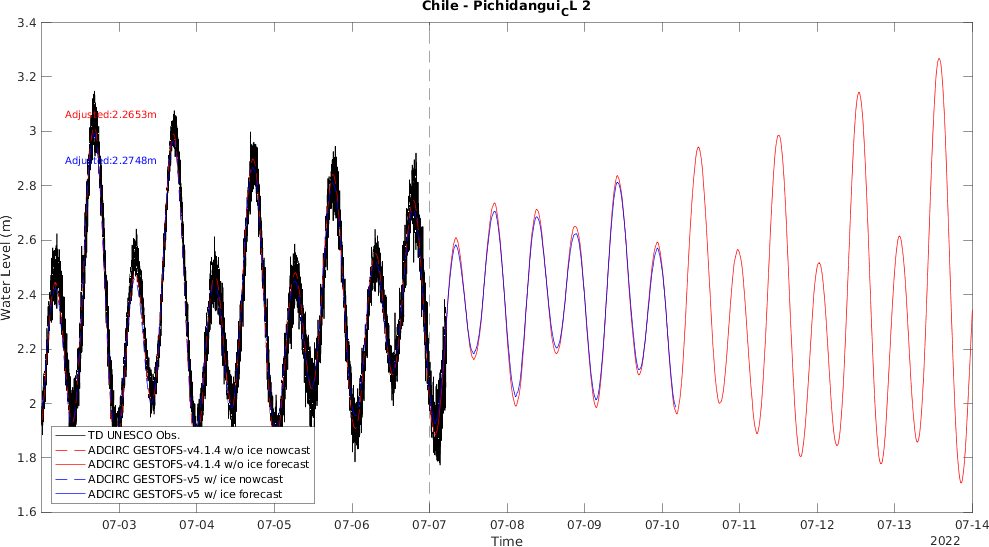 Chile - PichidanguiCL 2
3.4
3.2
3
2.8
2.6
2.4
2.2
2
1.8
1.6
Water Level (m)
Adjusted:2.2653m
Adjusted:2.2748m
TD UNESCO Obs.
ADCIRC GESTOFS-v4.1.4 w/o ice nowcast
ADCIRC GESTOFS-v4.1.4 w/o ice forecast
ADCIRC GESTOFS-v5 w/ ice nowcast
ADCIRC GESTOFS-v5 w/ ice forecast
07-03 07-04 07-05 07-06 07-07 07-08 07-09 07-10 07-11 07-12 07-13 07-14
Time
2022